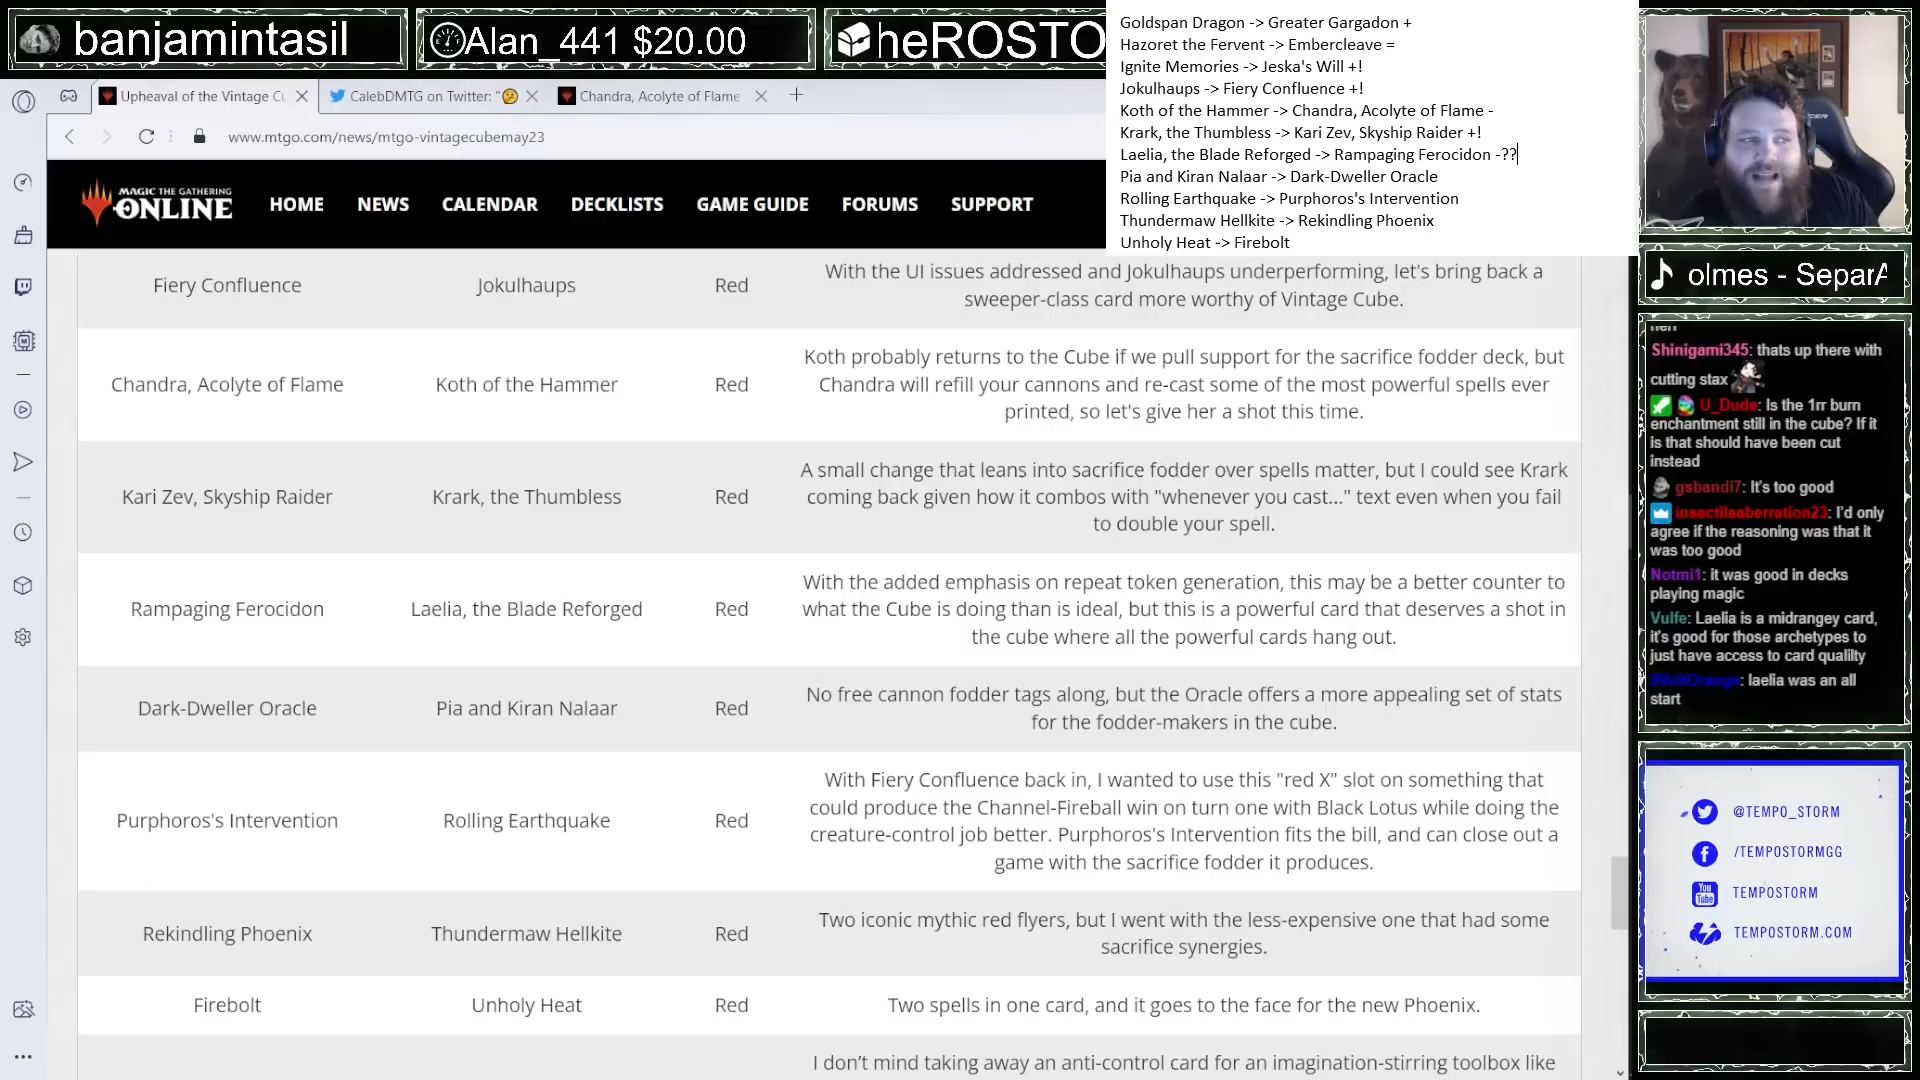 banjamintasil
Alan_441 $20.00
heROSTO
Goldspan Dragon -> Greater Gargadon +
Hazoret the Fervent -> Embercleave =
Ignite Memories -> Jeska's Will +!
Jokulhaups -> Fiery Confluence +!
Koth of the Hammer -> Chandra, Acolyte of Flame -
Krark, the Thumbless -> Kari Zev, Skyship Raider +!
Laelia, the Blade Reforged -> Rampaging Ferocidon -??
Pia and Kiran Nalaar -> Dark-Dweller Oracle
Rolling Earthquake -> Purphoros's Intervention
Thundermaw Hellkite -> Rekindling Phoenix
Unholy Heat -> Firebolt
Upheaval of the Vintage Cu
CalebDMTG on Twitter: "🤔
Chandra, Acolyte of Flame
www.mtgo.com/news/mtgo-vintagecubemay23
MAGIC THE GATHERING
ONLINE
HOME NEWS CALENDAR DECKLISTS GAME GUIDE FORUMS SUPPORT
Fiery Confluence Jokulhaups Red
With the UI issues addressed and Jokulhaups underperforming, let's bring back a
sweeper-class card more worthy of Vintage Cube.
Chandra, Acolyte of Flame Koth of the Hammer Red
Koth probably returns to the Cube if we pull support for the sacrifice fodder deck, but
Chandra will refill your cannons and re-cast some of the most powerful spells ever
printed, so let's give her a shot this time.
Kari Zev, Skyship Raider Krark, the Thumbless Red
A small change that leans into sacrifice fodder over spells matter, but I could see Krark
coming back given how it combos with "whenever you cast..." text even when you fail
to double your spell.
Rampaging Ferocidon Laelia, the Blade Reforged Red
With the added emphasis on repeat token generation, this may be a better counter to
what the Cube is doing than is ideal, but this is a powerful card that deserves a shot in
the cube where all the powerful cards hang out.
Dark-Dweller Oracle Pia and Kiran Nalaar Red
No free cannon fodder tags along, but the Oracle offers a more appealing set of stats
for the fodder-makers in the cube.
Purphoros's Intervention Rolling Earthquake Red
With Fiery Confluence back in, I wanted to use this "red X" slot on something that
could produce the Channel-Fireball win on turn one with Black Lotus while doing the
creature-control job better. Purphoros's Intervention fits the bill, and can close out a
game with the sacrifice fodder it produces.
Rekindling Phoenix Thundermaw Hellkite Red
Two iconic mythic red flyers, but I went with the less-expensive one that had some
sacrifice synergies.
Firebolt Unholy Heat Red
Two spells in one card, and it goes to the face for the new Phoenix.
I don't mind taking away an anti-control card for an imagination-stirring toolbox like
olmes - SeparA
Shinigami345: thats up there with
cutting stax
U_Dude: Is the 1rr burn
enchantment still in the cube? If it
is that should have been cut
instead
gsbandi7: It's too good
insectileaberration23: I'd only
agree if the reasoning was that it
was too good
Notmi1: it was good in decks
playing magic
Vulfe: Laelia is a midrangey card,
it's good for those archetypes to
just have access to card qualilty
: laelia was an all
start
@TEMPO_STORM
/TEMPOSTORMGG
You
Tube
TEMPOSTORM
TEMPOSTORM.COM